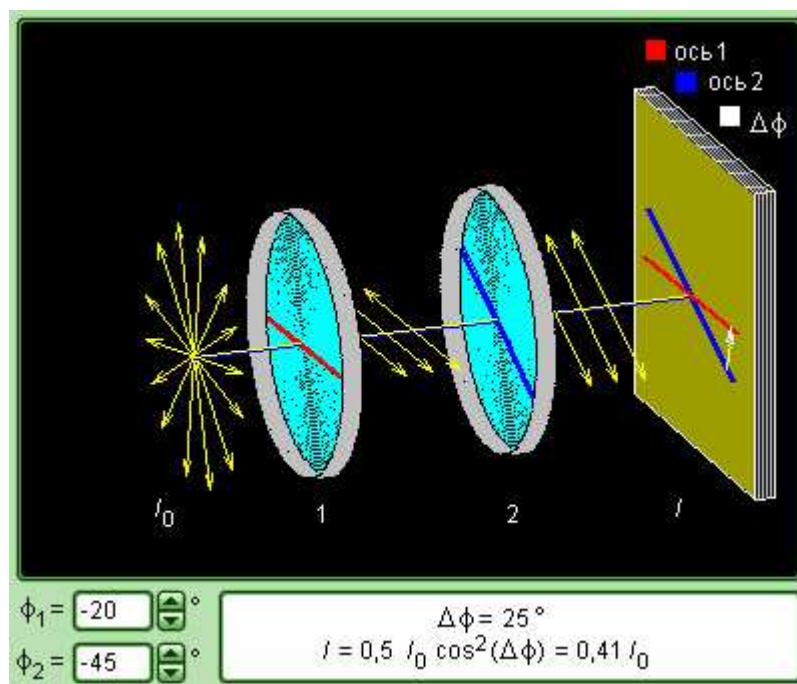 ось 1
ось 2
Δϕ
I₀ 1 2 I
ϕ₁ = -20 °
ϕ₂ = -45 °
Δϕ = 25 °
I = 0,5 I₀ cos²(Δϕ) = 0,41 I₀